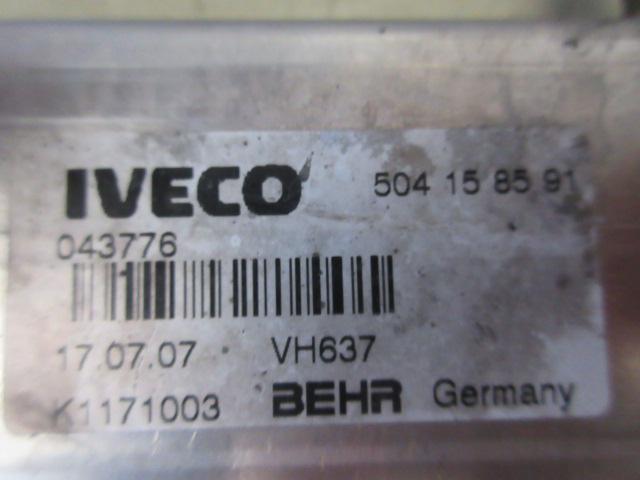 IVECO 504 15 85 91
043776
17.07.07 VH637
K1171003 BEHR Germany